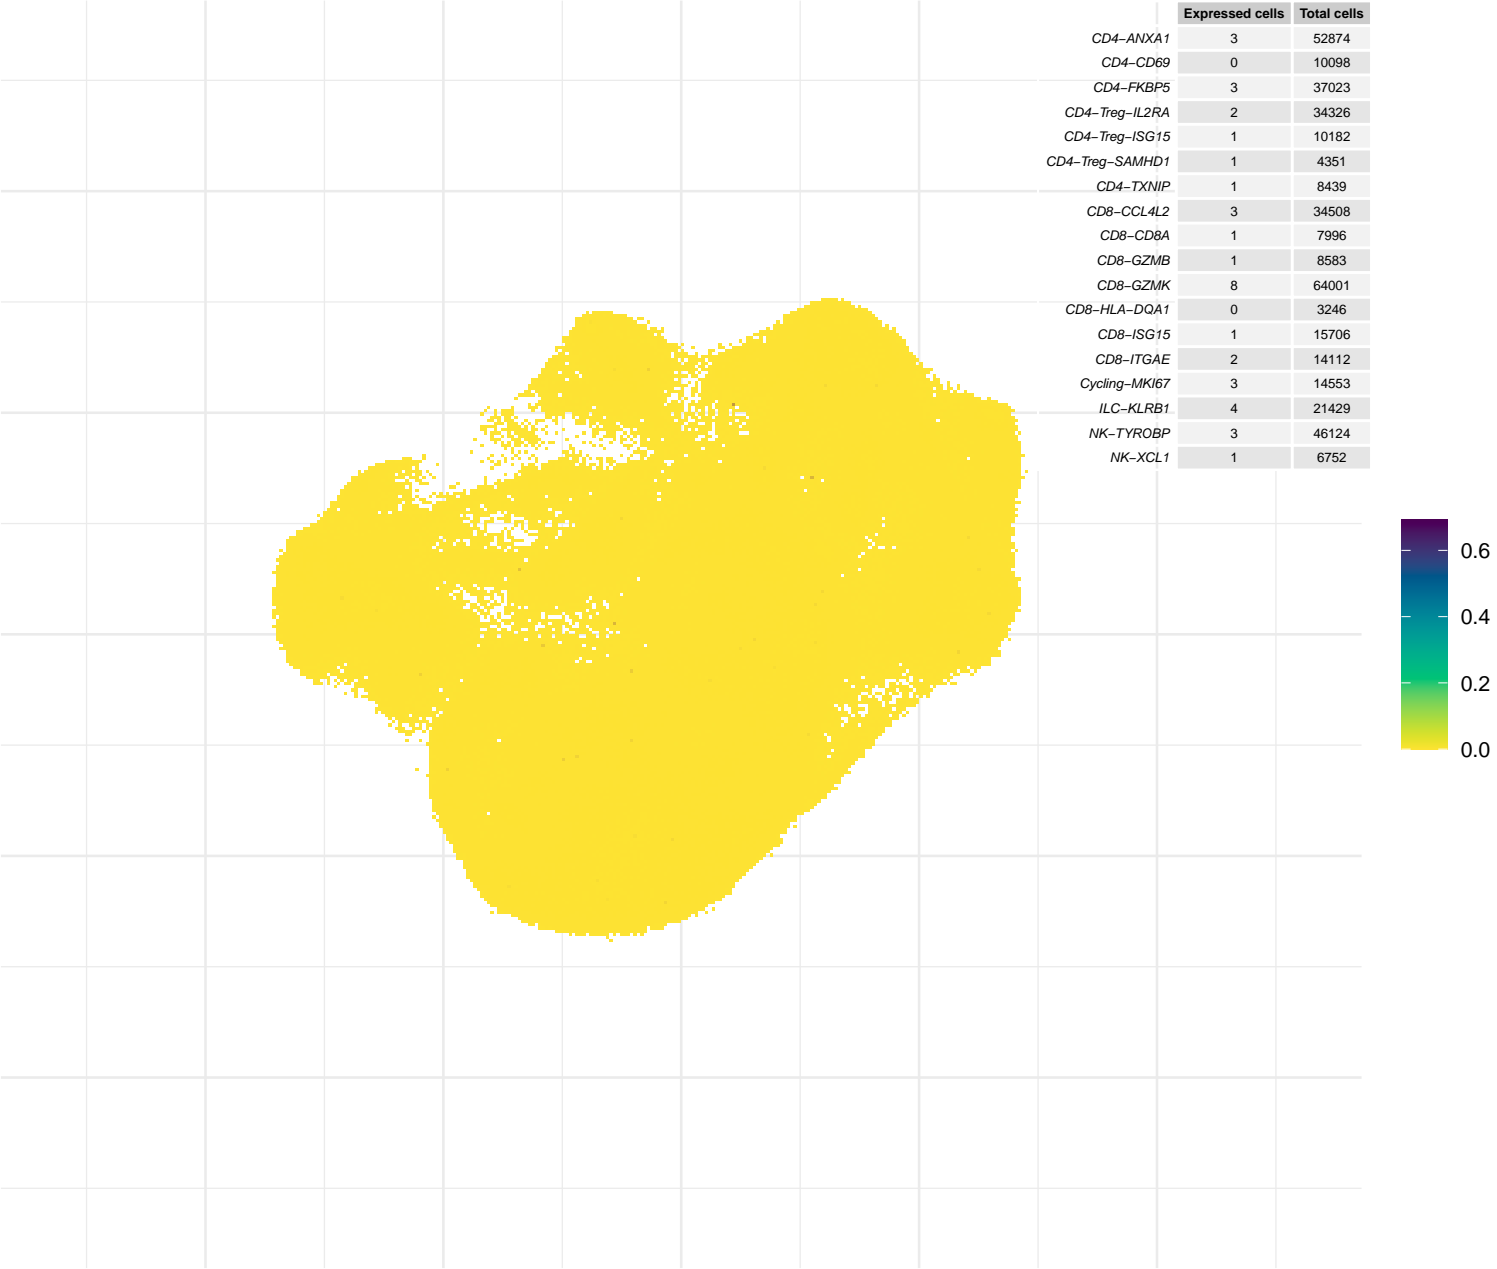 Expressed cells Total cells
CD4−ANXA1 3 52874
CD4−CD69 0 10098
CD4−FKBP5 3 37023
CD4−Treg−IL2RA 2 34326
CD4−Treg−ISG15 1 10182
CD4−Treg−SAMHD1 1 4351
CD4−TXNIP 1 8439
CD8−CCL4L2 3 34508
CD8−CD8A 1 7996
CD8−GZMB 1 8583
CD8−GZMK 8 64001
CD8−HLA−DQA1 0 3246
CD8−ISG15 1 15706
CD8−ITGAE 2 14112
Cycling−MKI67 3 14553
ILC−KLRB1 4 21429
NK−TYROBP 3 46124
NK−XCL1 1 6752
0.6
0.4
0.2
0.0